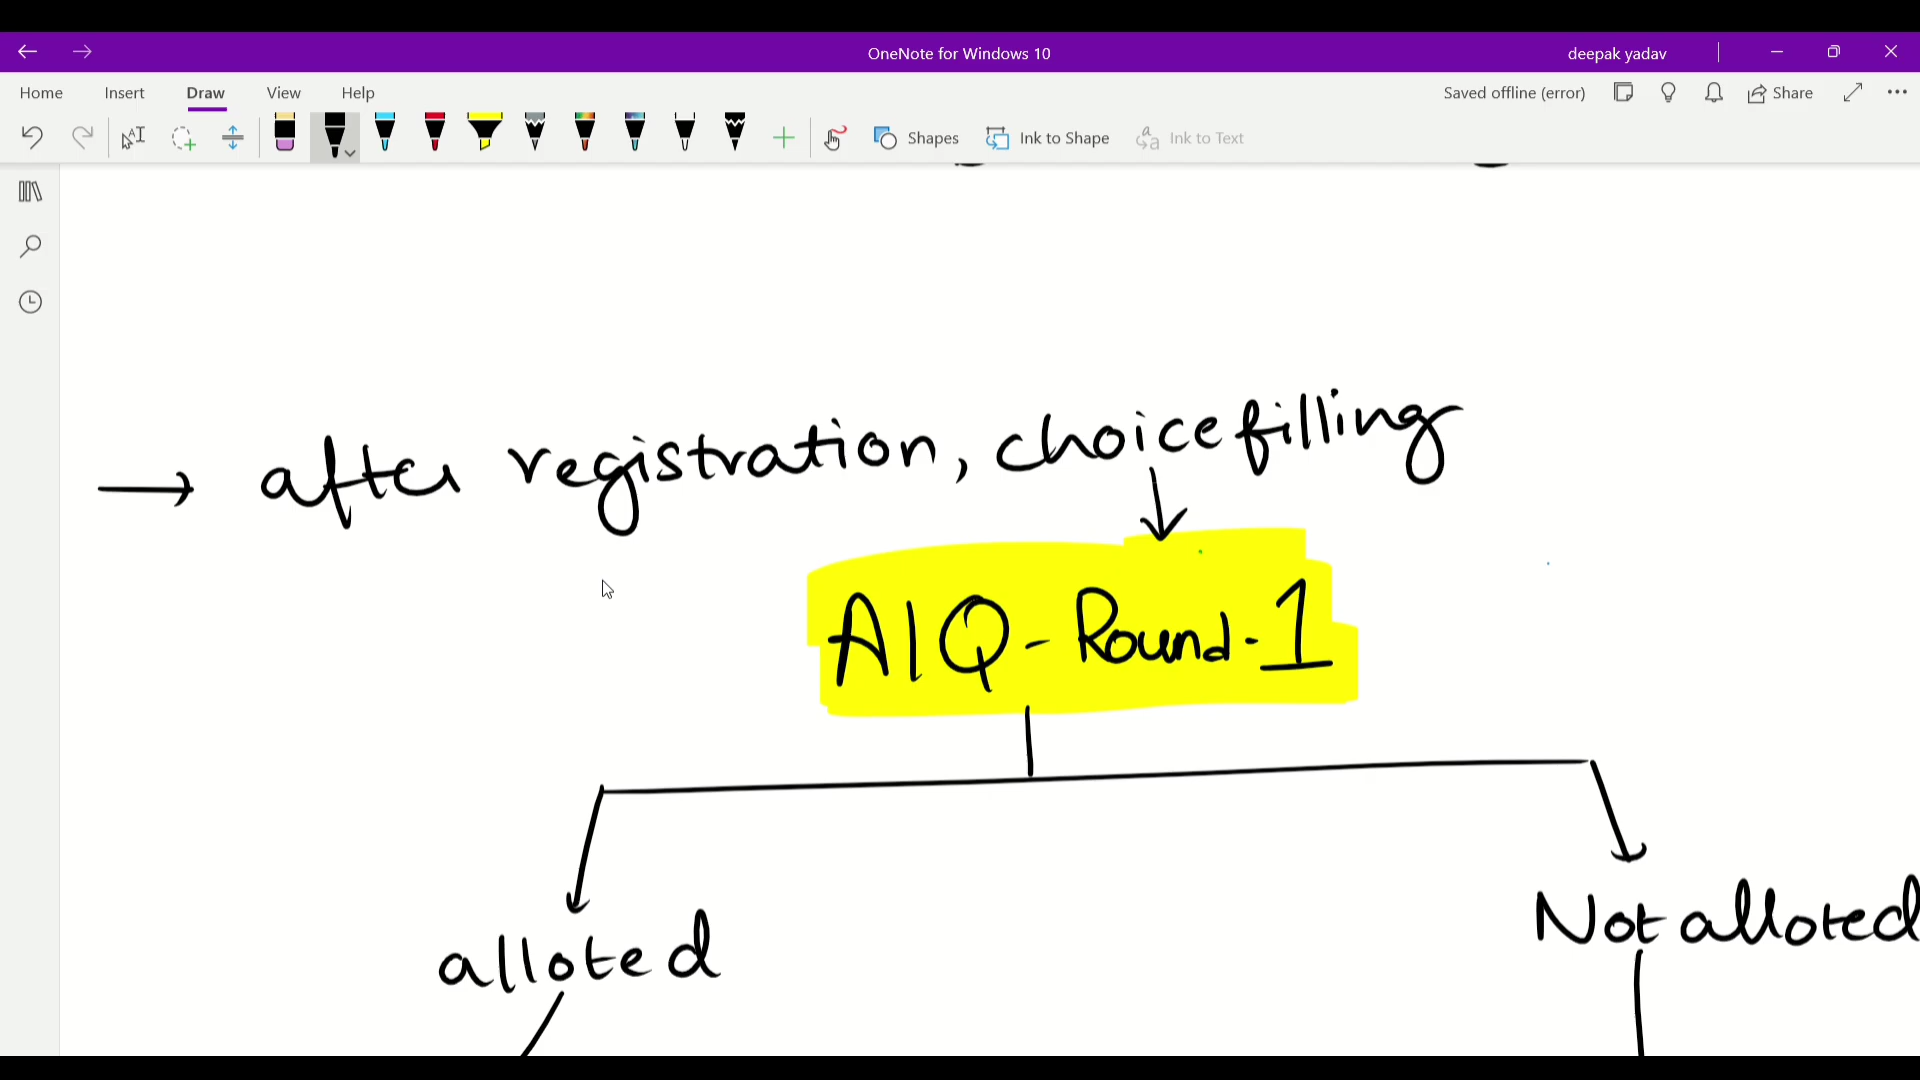 OneNote for Windows 10
deepak yadav
Home Insert Draw View Help
Saved offline (error)
Share
Shapes
Ink to Shape
Ink to Text
→ after registration, choice filling
AIQ - Round - 1
alloted
Not alloted